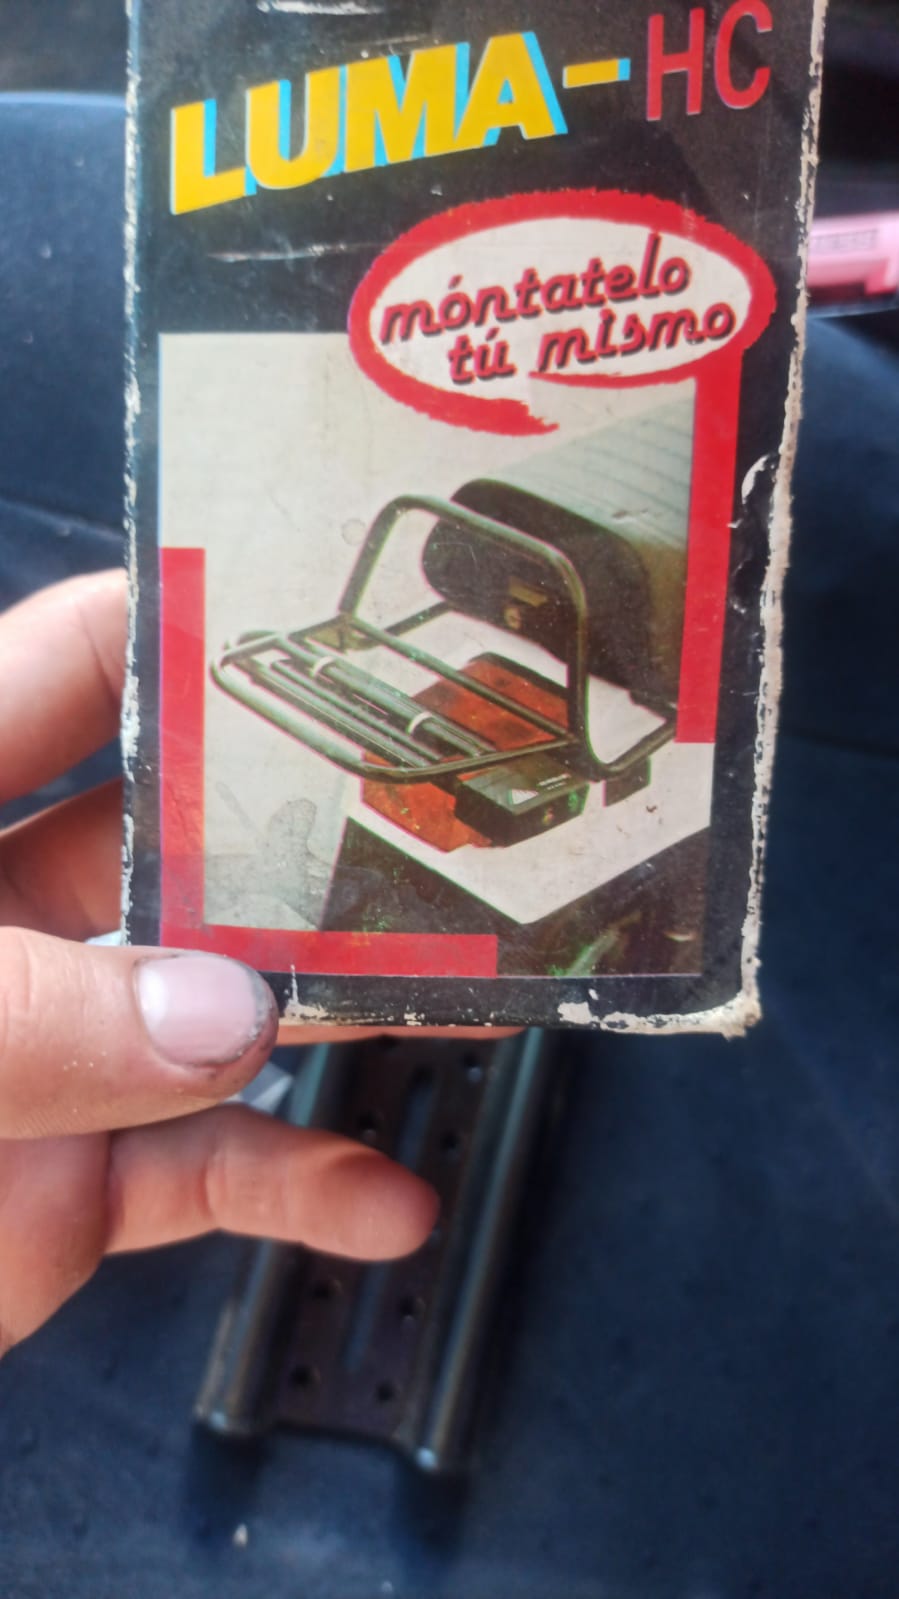 LUMA-HC
móntatelo
tú mismo